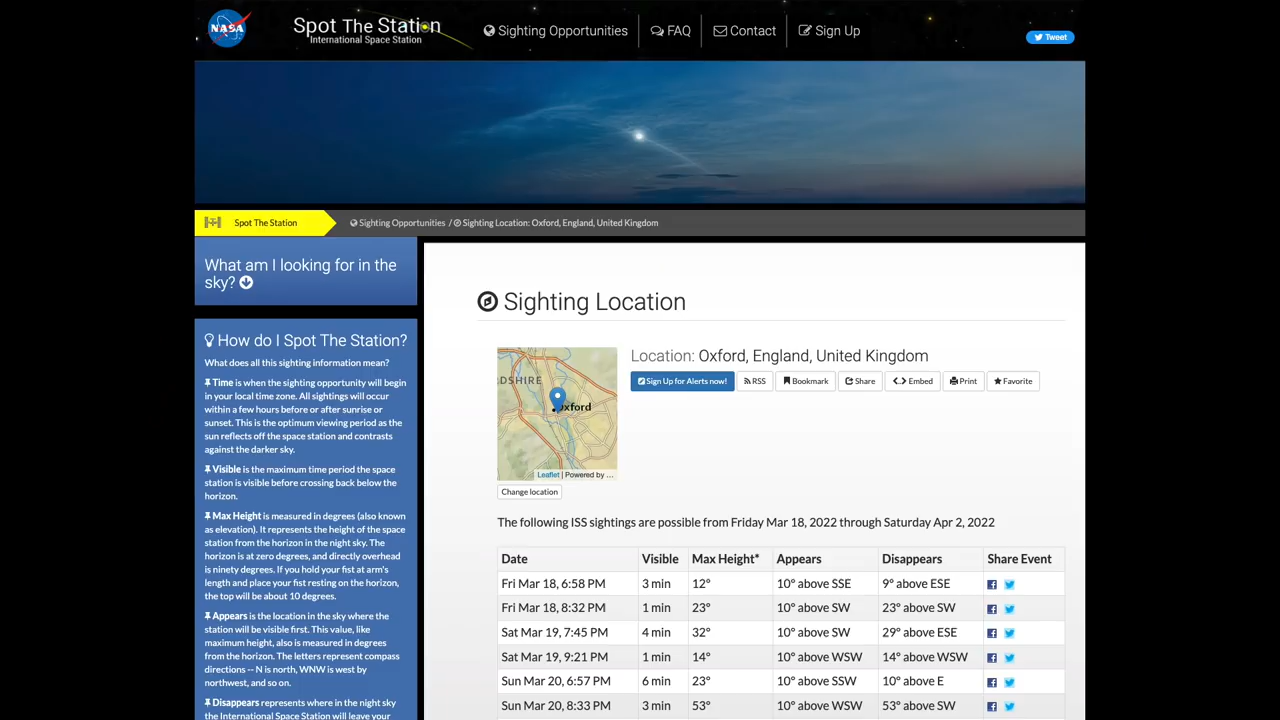 NASA
Spot The Station
International Space Station
Sighting Opportunities
FAQ
Contact
Sign Up
Tweet
Spot The Station
Sighting Opportunities / Sighting Location: Oxford, England, United Kingdom
What am I looking for in the
sky?
How do I Spot The Station?
What does all this sighting information mean?
Time is when the sighting opportunity will begin
in your local time zone. All sightings will occur
within a few hours before or after sunrise or
sunset. This is the optimum viewing period as the
sun reflects off the space station and contrasts
against the darker sky.
Visible is the maximum time period the space
station is visible before crossing back below the
horizon.
Max Height is measured in degrees (also known
as elevation). It represents the height of the space
station from the horizon in the night sky. The
horizon is at zero degrees, and directly overhead
is ninety degrees. If you hold your fist at arm's
length and place your fist resting on the horizon,
the top will be about 10 degrees.
Appears is the location in the sky where the
station will be visible first. This value, like
maximum height, also is measured in degrees
from the horizon. The letters represent compass
directions -- N is north, WNW is west by
northwest, and so on.
Disappears represents where in the night sky
the International Space Station will leave your
Sighting Location
DSHIRE
Oxford
Leaflet | Powered by ...
Change location
Location: Oxford, England, United Kingdom
Sign Up for Alerts now!
RSS
Bookmark
Share
Embed
Print
Favorite
The following ISS sightings are possible from Friday Mar 18, 2022 through Saturday Apr 2, 2022
Date Visible Max Height* Appears Disappears Share Event
Fri Mar 18, 6:58 PM 3 min 12° 10° above SSE 9° above ESE
Fri Mar 18, 8:32 PM 1 min 23° 10° above SW 23° above SW
Sat Mar 19, 7:45 PM 4 min 32° 10° above SW 29° above ESE
Sat Mar 19, 9:21 PM 1 min 14° 10° above WSW 14° above WSW
Sun Mar 20, 6:57 PM 6 min 23° 10° above SSW 10° above E
Sun Mar 20, 8:33 PM 3 min 53° 10° above WSW 53° above SW